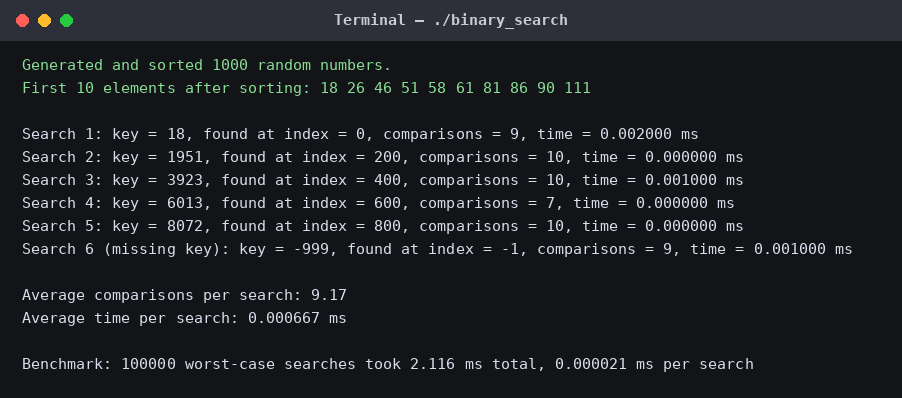 Terminal — ./binary_search
Generated and sorted 1000 random numbers.
First 10 elements after sorting: 18 26 46 51 58 61 81 86 90 111
Search 1: key = 18, found at index = 0, comparisons = 9, time = 0.002000 ms
Search 2: key = 1951, found at index = 200, comparisons = 10, time = 0.000000 ms
Search 3: key = 3923, found at index = 400, comparisons = 10, time = 0.001000 ms
Search 4: key = 6013, found at index = 600, comparisons = 7, time = 0.000000 ms
Search 5: key = 8072, found at index = 800, comparisons = 10, time = 0.000000 ms
Search 6 (missing key): key = -999, found at index = -1, comparisons = 9, time = 0.001000 ms
Average comparisons per search: 9.17
Average time per search: 0.000667 ms
Benchmark: 100000 worst-case searches took 2.116 ms total, 0.000021 ms per search